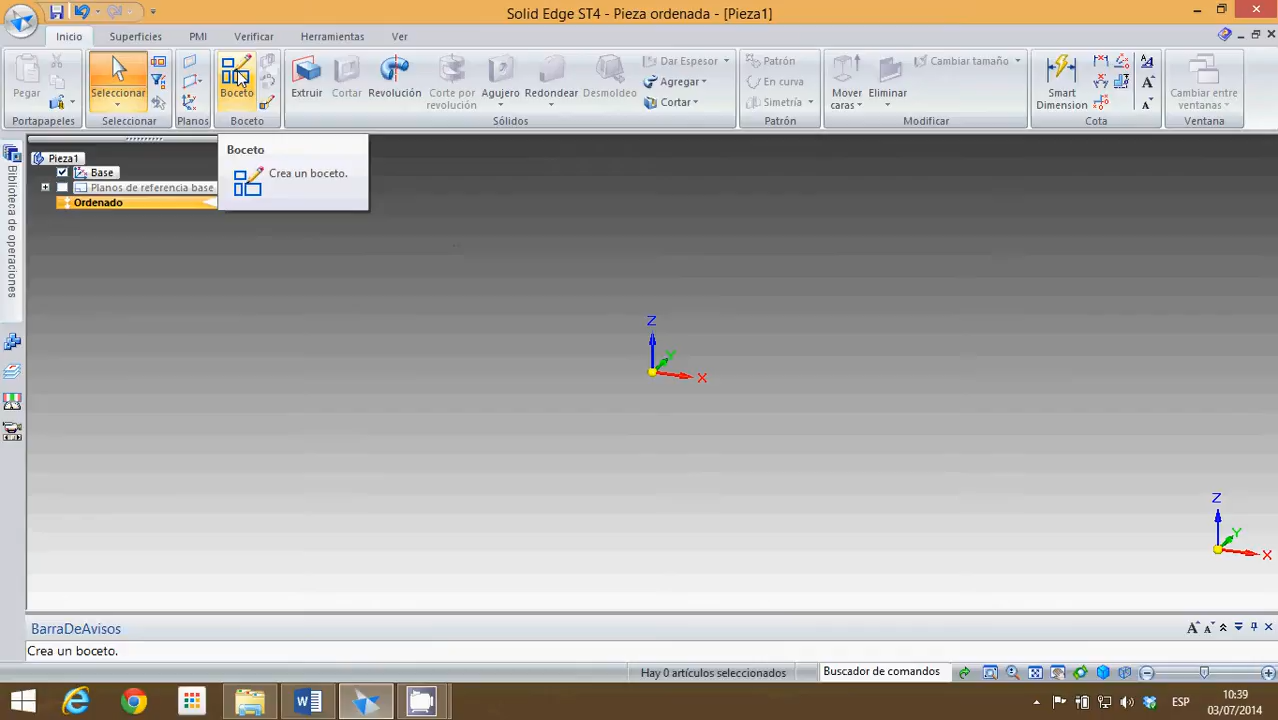 Solid Edge ST4 - Pieza ordenada - [Pieza1]
Inicio Superficies PMI Verificar Herramientas Ver
Pegar
Portapapeles
Seleccionar
Seleccionar
Planos
Boceto
Boceto
Extruir
Cortar
Revolución
Corte por revolución
Agujero
Redondear
Desmoldeo
Dar Espesor
Agregar
Cortar
Sólidos
Patrón
En curva
Simetría
Patrón
Mover caras
Eliminar
Cambiar tamaño
Modificar
Smart Dimension
Cota
Cambiar entre ventanas
Ventana
Biblioteca de operaciones
Pieza1
Base
Planos de referencia base
Ordenado
Boceto
Crea un boceto.
Z
Y
X
Z
Y
X
BarraDeAvisos
Crea un boceto.
Hay 0 artículos seleccionados
Buscador de comandos
ESP
10:39
03/07/2014